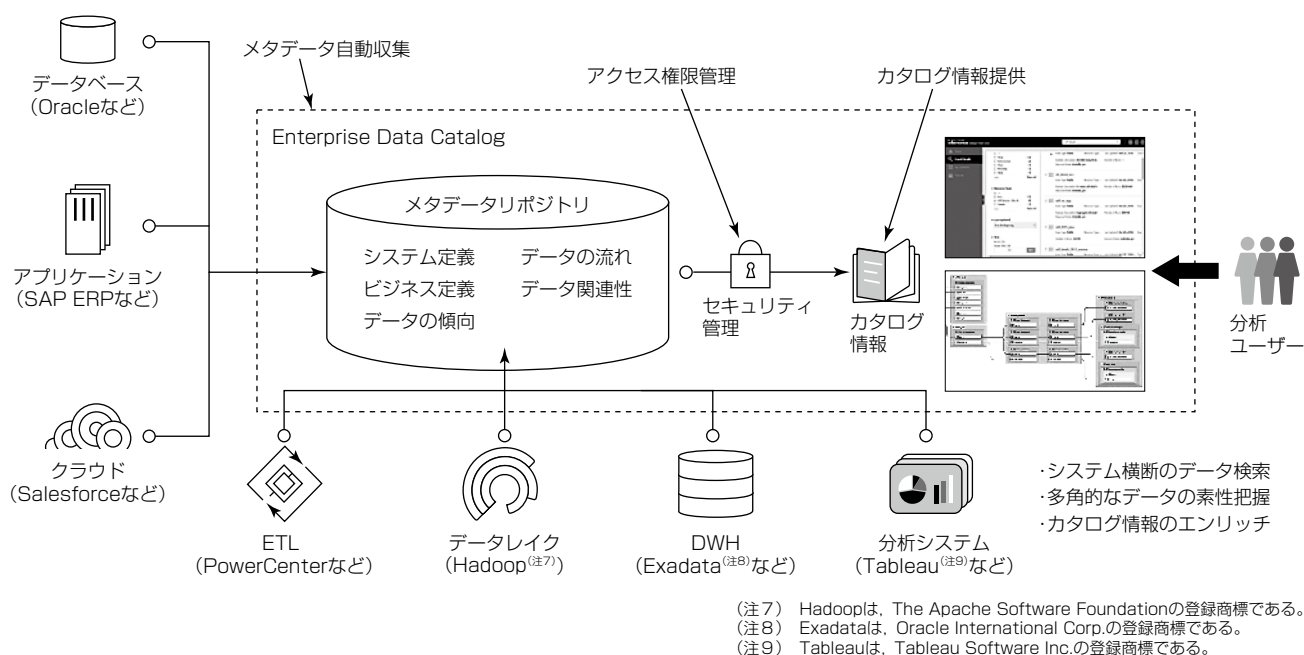 メタデータ自動収集
アクセス権限管理
カタログ情報提供
データベース
(Oracleなど)
Enterprise Data Catalog
メタデータリポジトリ
システム定義
データの流れ
ビジネス定義
データ関連性
データの傾向
アプリケーション
(SAP ERPなど)
セキュリティ
管理
カタログ
情報
分析
ユーザー
クラウド
(Salesforceなど)
ETL
(PowerCenterなど)
データレイク
(Hadoop(注7))
DWH
(Exadata(注8)など)
分析システム
(Tableau(注9)など)
・システム横断のデータ検索
・多角的なデータの素性把握
・カタログ情報のエンリッチ
(注7) Hadoopは,The Apache Software Foundationの登録商標である。
(注8) Exadataは,Oracle International Corp.の登録商標である。
(注9) Tableauは,Tableau Software Inc.の登録商標である。